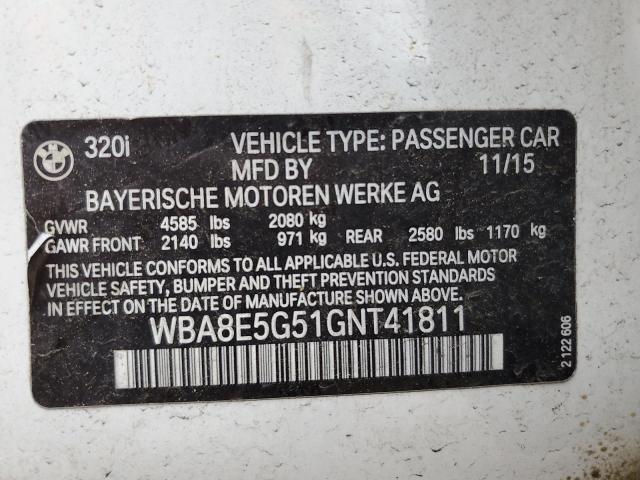 BMW
320i VEHICLE TYPE: PASSENGER CAR
MFD BY 11/15
BAYERISCHE MOTOREN WERKE AG
GVWR 4585 lbs 2080 kg
GAWR FRONT 2140 lbs 971 kg REAR 2580 lbs 1170 kg
THIS VEHICLE CONFORMS TO ALL APPLICABLE U.S. FEDERAL MOTOR
VEHICLE SAFETY, BUMPER AND THEFT PREVENTION STANDARDS
IN EFFECT ON THE DATE OF MANUFACTURE SHOWN ABOVE.
WBA8E5G51GNT41811
2 122 606